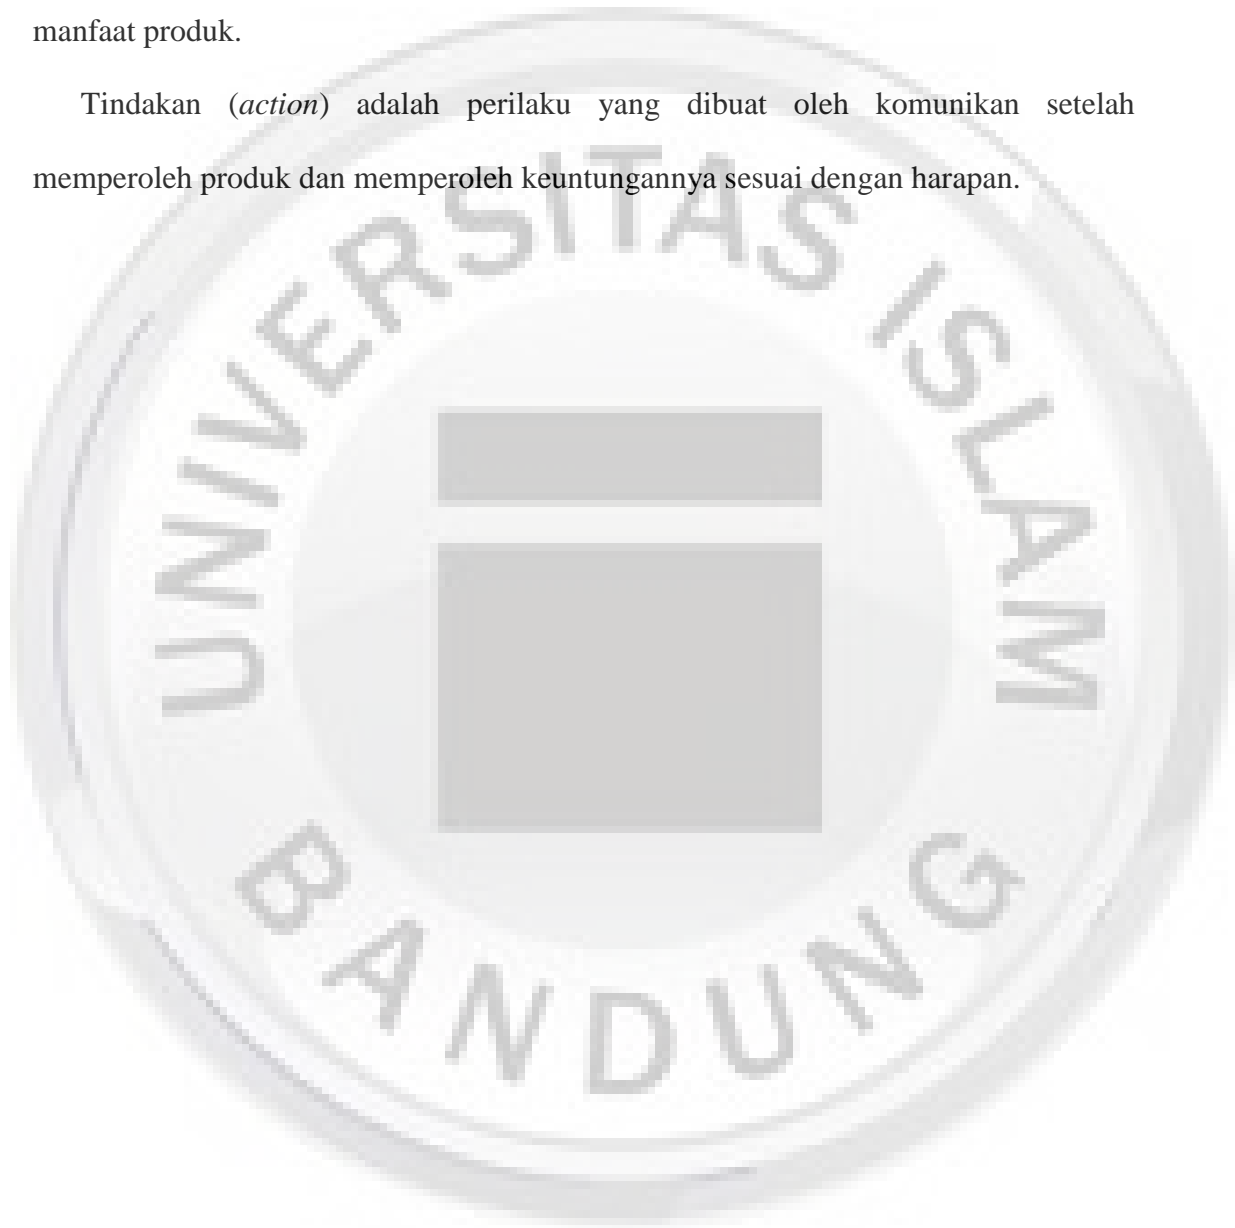 manfaat produk.
Tindakan (action) adalah perilaku yang dibuat oleh komunikan setelah
memperoleh produk dan memperoleh keuntungannya sesuai dengan harapan.
UNIVERSITAS ISLAM
BANDUNG